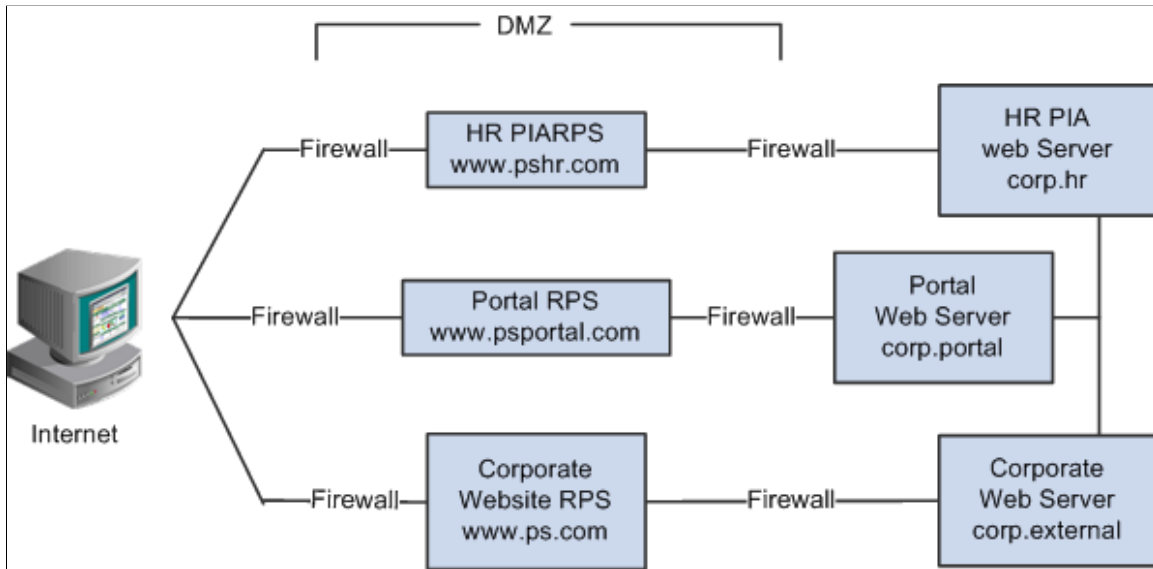 DMZ
Firewall
HR PIARPS
www.pshr.com
Firewall
HR PIA
web Server
corp.hr
Firewall
Portal RPS
www.psportal.com
Firewall
Portal
Web Server
corp.portal
Internet
Firewall
Corporate
Website RPS
www.ps.com
Firewall
Corporate
Web Server
corp.external